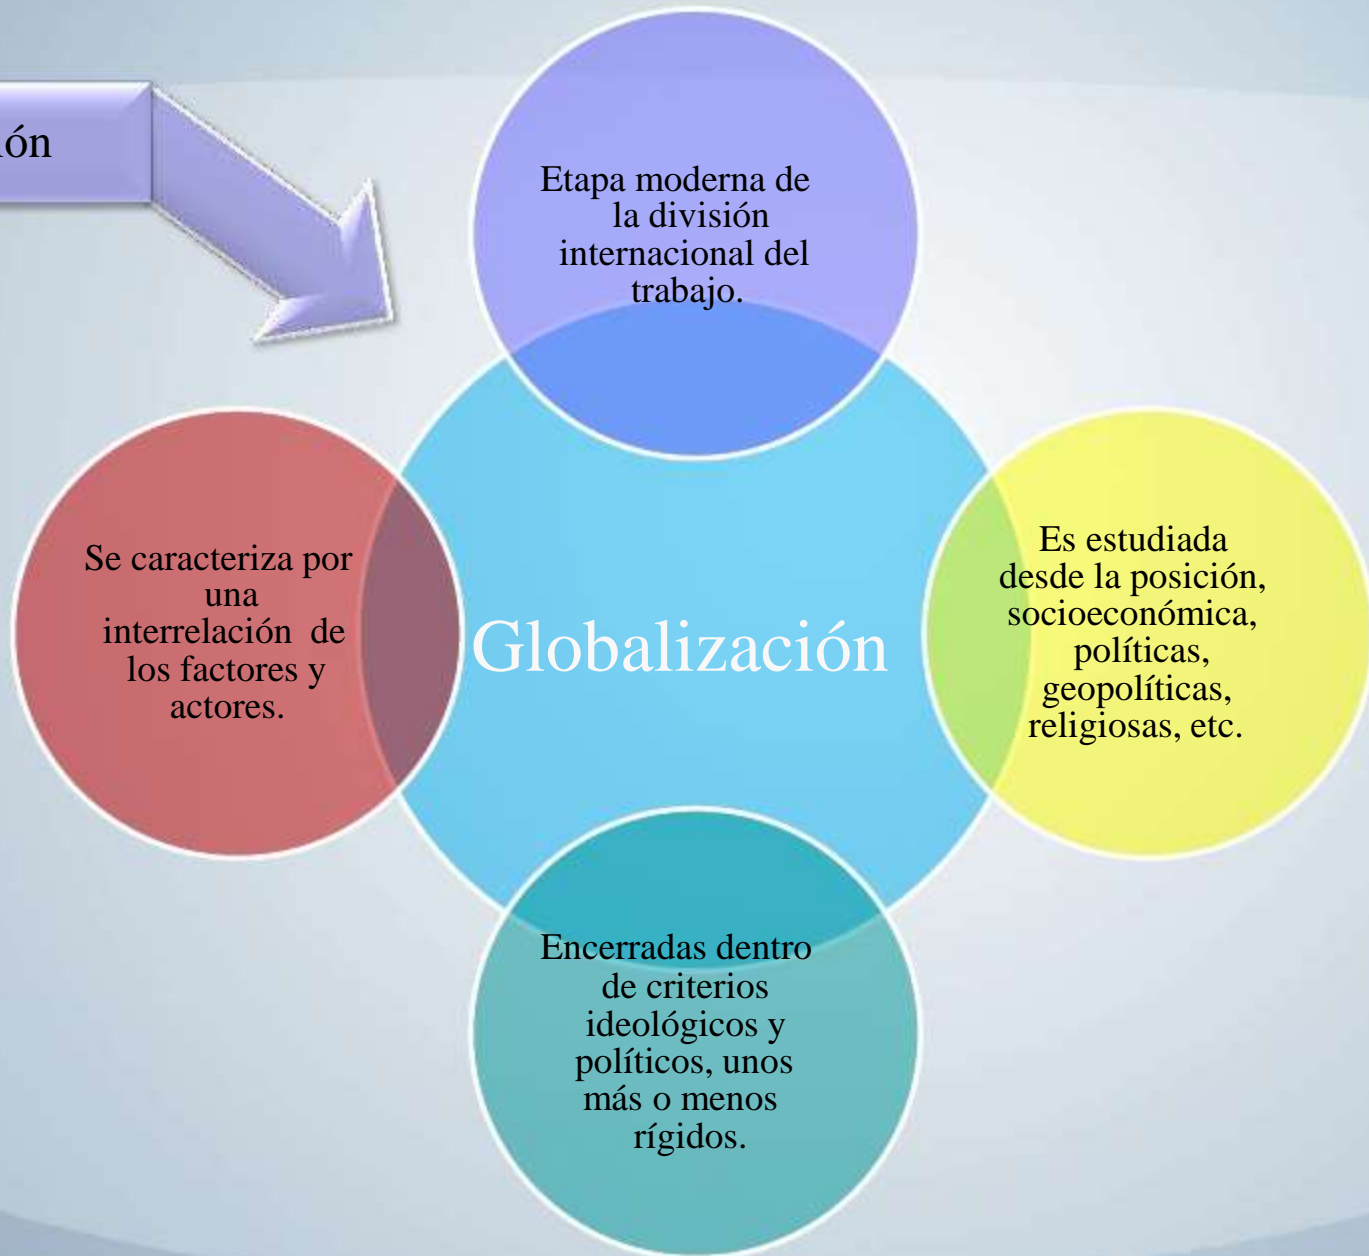 ón
Etapa moderna de
la división
internacional del
trabajo.
Se caracteriza por
una
interrelación de
los factores y
actores.
Globalización
Es estudiada
desde la posición,
socioeconómica,
políticas,
geopolíticas,
religiosas, etc.
Encerradas dentro
de criterios
ideológicos y
políticos, unos
más o menos
rígidos.